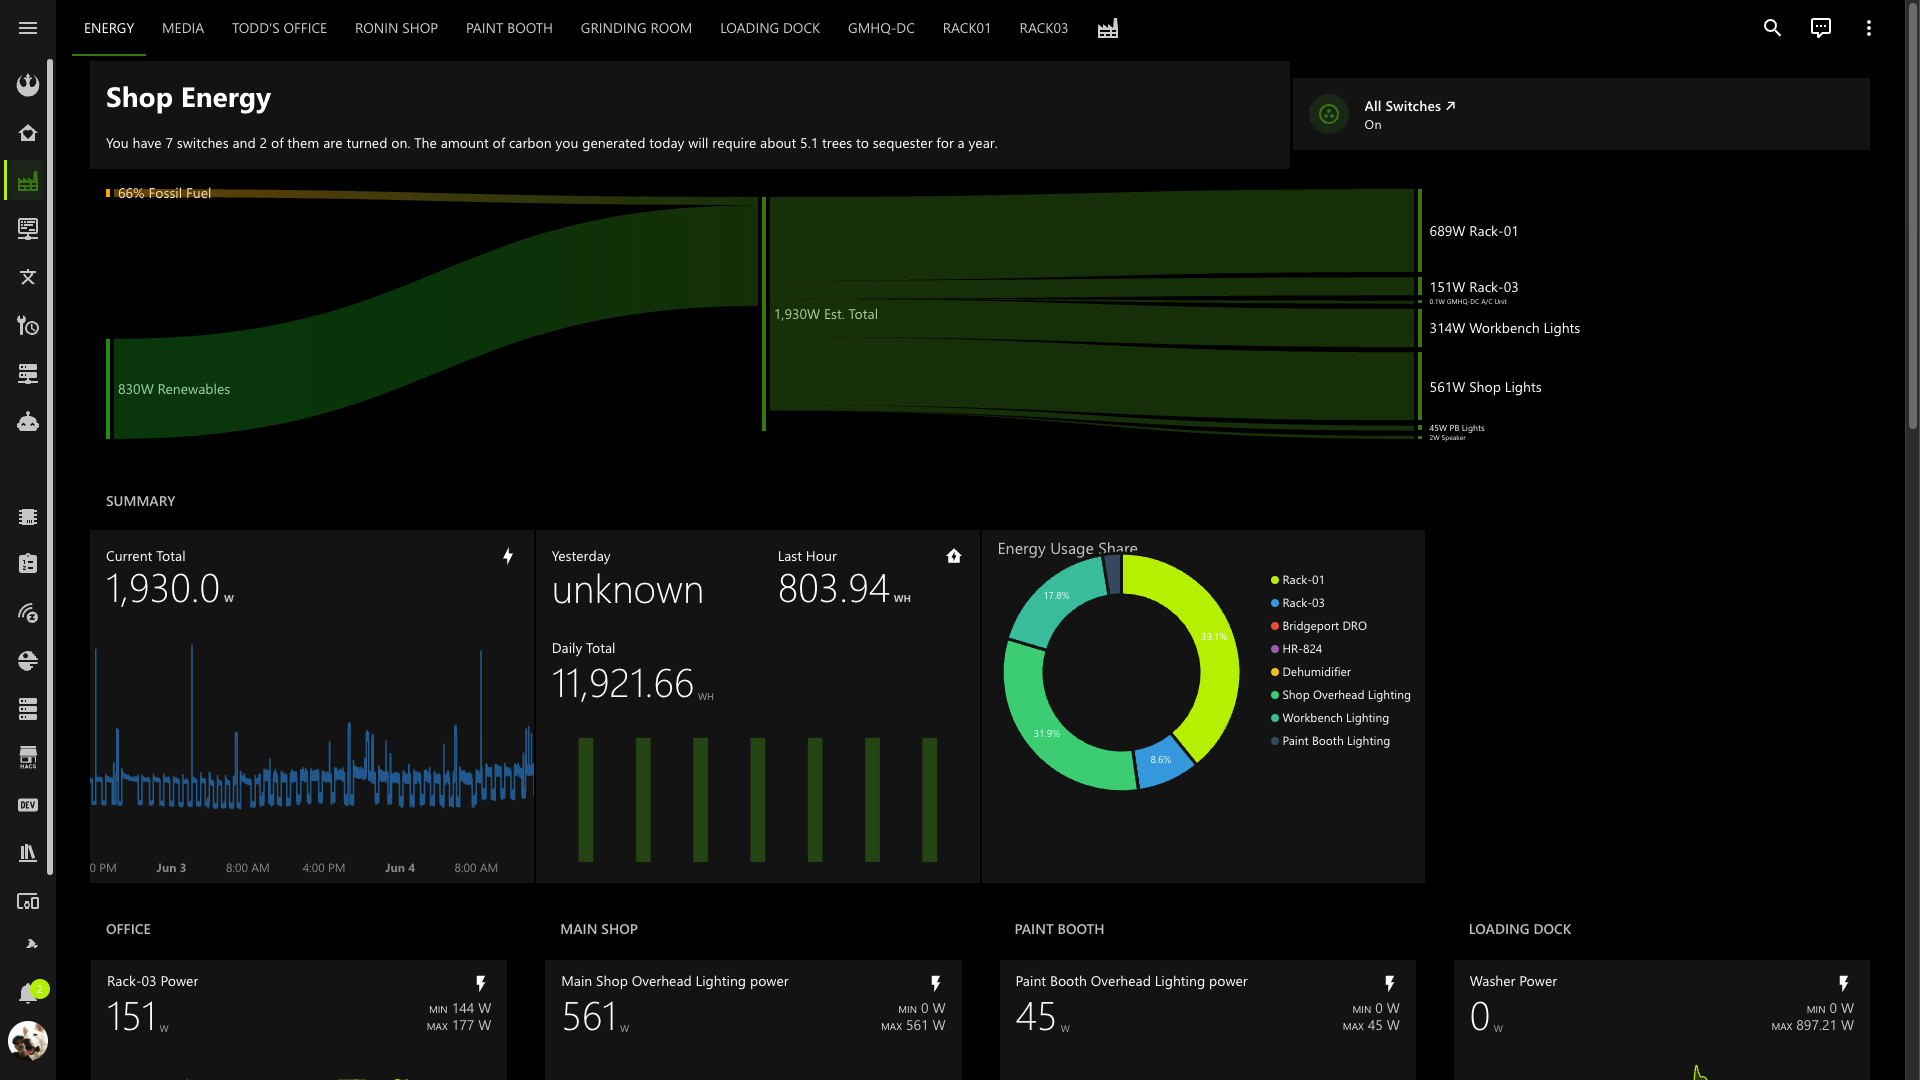 ENERGY
MEDIA
TODD'S OFFICE
RONIN SHOP
PAINT BOOTH
GRINDING ROOM
LOADING DOCK
GMHQ-DC
RACK01
RACK03
Shop Energy
You have 7 switches and 2 of them are turned on. The amount of carbon you generated today will require about 5.1 trees to sequester for a year.
All Switches
On
66% Fossil Fuel
830W Renewables
1,930W Est. Total
689W Rack-01
151W Rack-03
0.1W GMHQ-DC A/C Unit
314W Workbench Lights
561W Shop Lights
45W PB Lights
2W Speaker
SUMMARY
Current Total
1,930.0 W
0 PM
Jun 3
8:00 AM
4:00 PM
Jun 4
8:00 AM
Yesterday
unknown
Last Hour
803.94 WH
Daily Total
11,921.66 WH
Energy Usage Share
17.8%
39.1%
31.9%
8.6%
Rack-01
Rack-03
Bridgeport DRO
HR-824
Dehumidifier
Shop Overhead Lighting
Workbench Lighting
Paint Booth Lighting
HACS
DEV
2
OFFICE
Rack-03 Power
151 W
MIN 144 W
MAX 177 W
MAIN SHOP
Main Shop Overhead Lighting power
561 W
MIN 0 W
MAX 561 W
PAINT BOOTH
Paint Booth Overhead Lighting power
45 W
MIN 0 W
MAX 45 W
LOADING DOCK
Washer Power
0 W
MIN 0 W
MAX 897.21 W